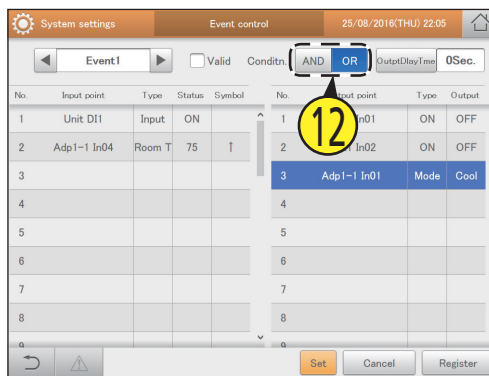 System settings Event control 25/08/2016(THU) 22:05
Event1 Valid Conditn. AND OR OutptDlayTme 0Sec.
No. Input point Type Status Symbol No. Output point Type Output
1 Unit DI1 Input ON 1 In01 ON OFF
2 Adp1-1 In04 Room T 75 ↑ 2 In02 ON OFF
3 3 Adp1-1 In01 Mode Cool
4 4
5 5
6 6
7 7
8 8
9 9
12
Set Cancel Register